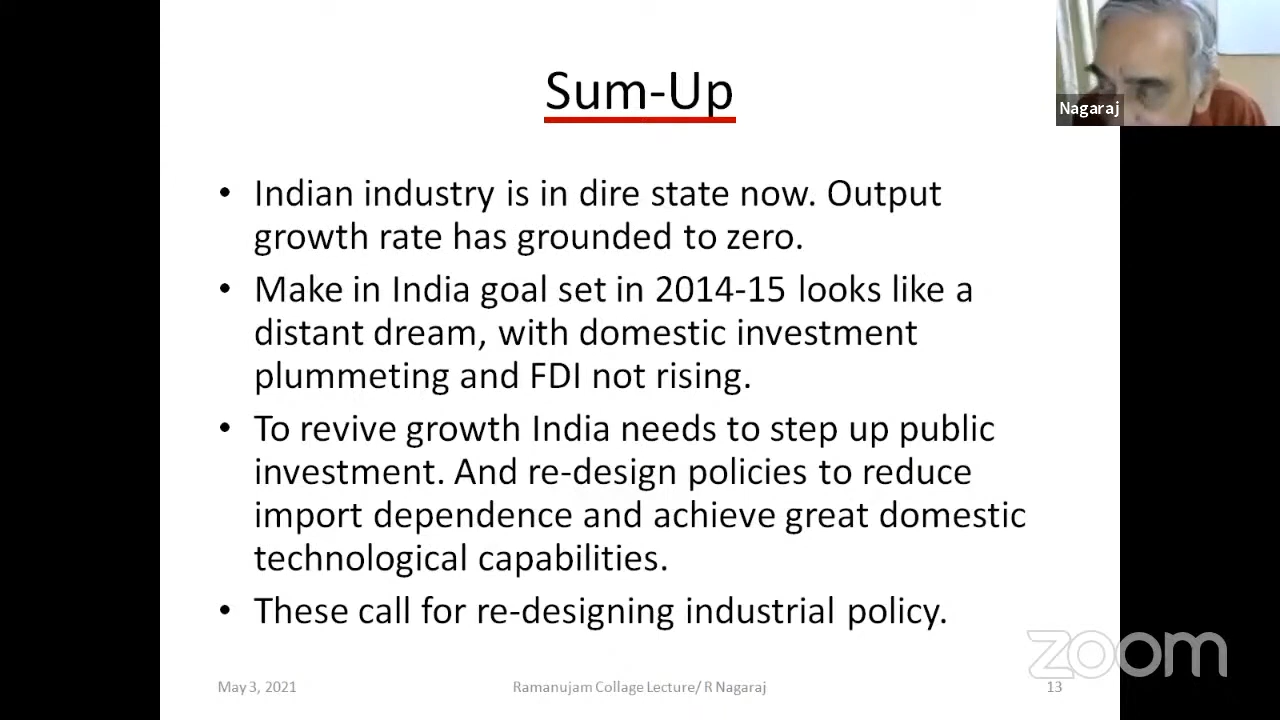 Sum-Up
Nagaraj
• Indian industry is in dire state now. Output
growth rate has grounded to zero.
• Make in India goal set in 2014-15 looks like a
distant dream, with domestic investment
plummeting and FDI not rising.
• To revive growth India needs to step up public
investment. And re-design policies to reduce
import dependence and achieve great domestic
technological capabilities.
• These call for re-designing industrial policy.
zoom
May 3, 2021
Ramanujam Collage Lecture/ R Nagaraj
13